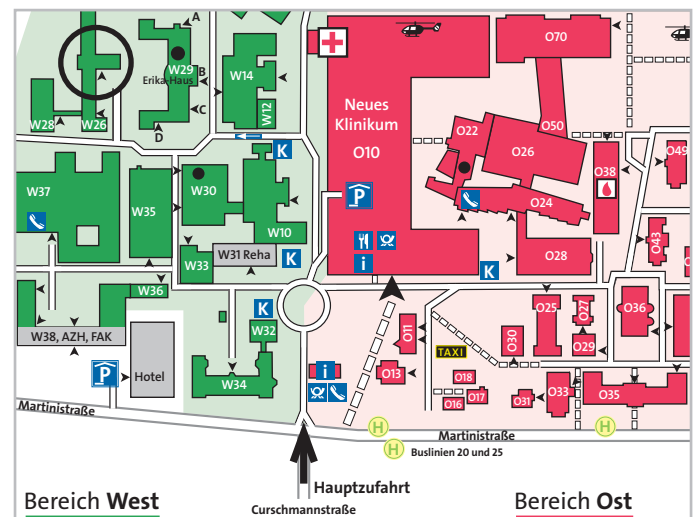 A
O70
W29
B
Erika-Haus
W14
W12
C
D
W28
W26
Neues
Klinikum
O10
O22
O50
O26
O38
O49
K
P
W37
W35
W30
W10
O24
O43
W31 Reha
K
W33
i
K
O28
W36
K
W32
O11
O25
O27
O36
O30
O29
W38, AZH, FAK
TAXI
P
Hotel
W34
i
O13
O18
O17
O16
O31
O33
O35
Martinistraße
H
H
H
Martinistraße
Buslinien 20 und 25
Hauptzufahrt
Curschmannstraße
Bereich West
Bereich Ost